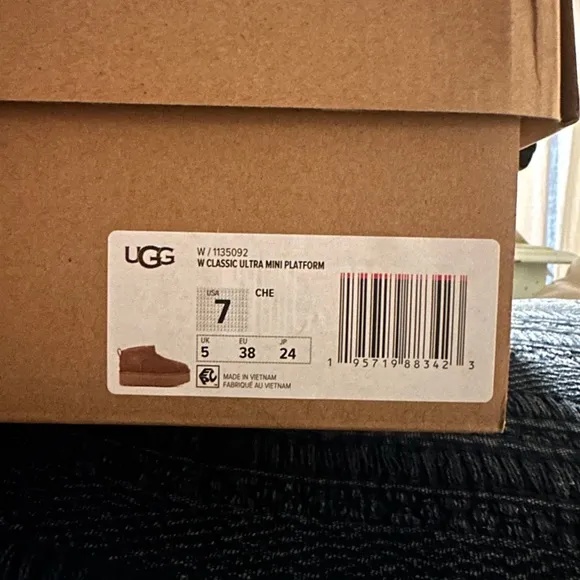 UGG
W / 1135092
W CLASSIC ULTRA MINI PLATFORM
USA
7
CHE
UK EU JP
5 38 24
MADE IN VIETNAM
FABRIQUÉ AU VIETNAM
1 95719 88342 3